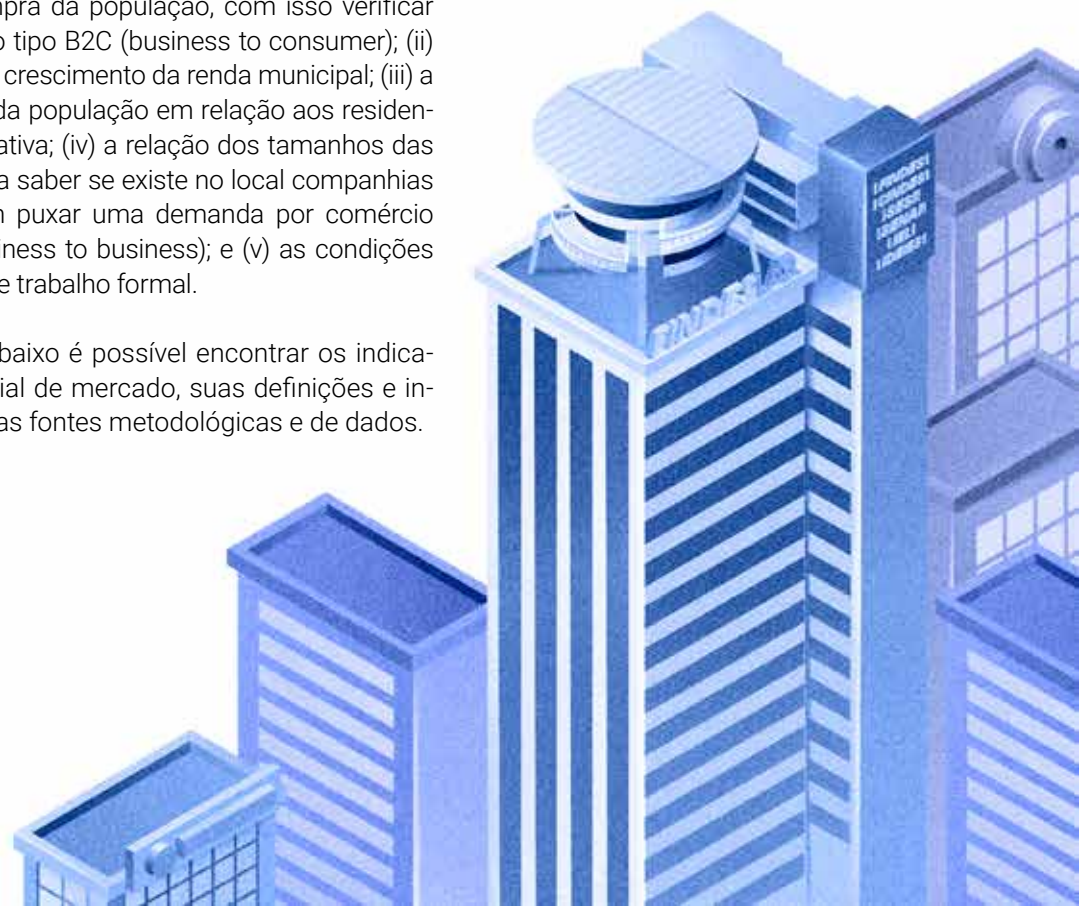 mpra da população, com isso verificar
o tipo B2C (business to consumer); (ii)
crescimento da renda municipal; (iii) a
da população em relação aos residen-
ativa; (iv) a relação dos tamanhos das
a saber se existe no local companhias
puxar uma demanda por comércio
iness to business); e (v) as condições
e trabalho formal.
baixo é possível encontrar os indica-
ial de mercado, suas definições e in-
as fontes metodológicas e de dados.